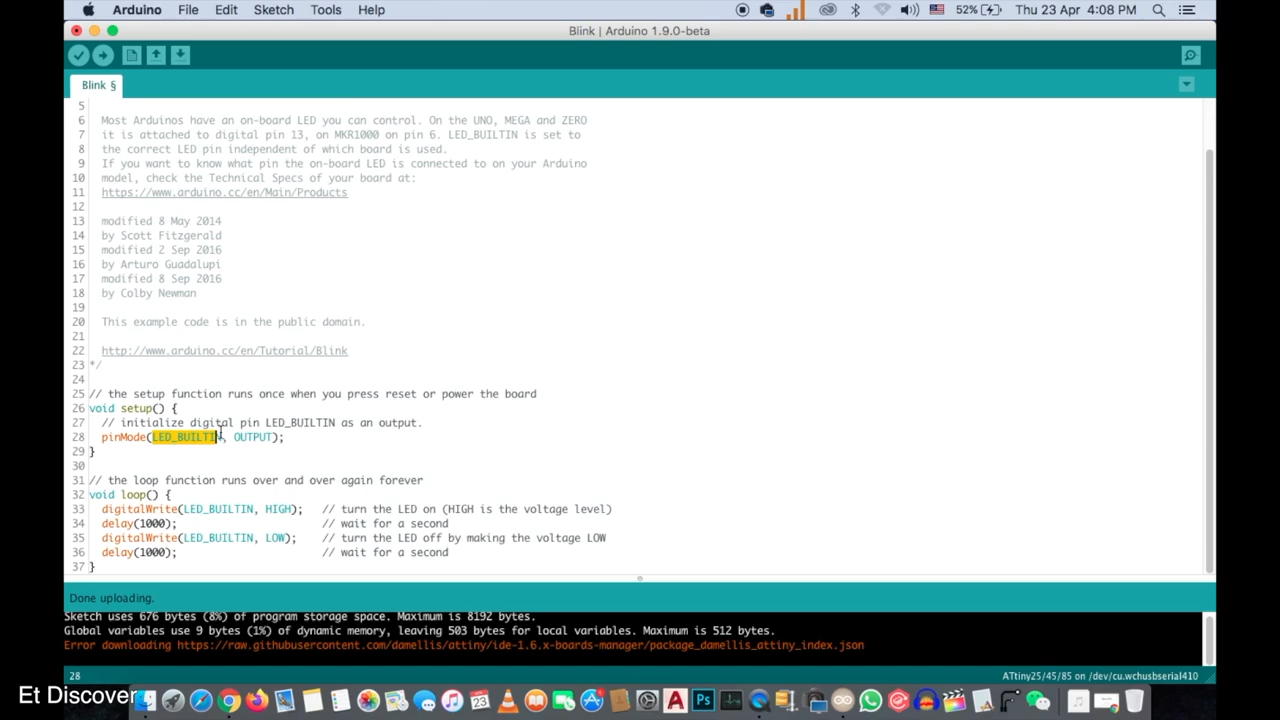 Arduino File Edit Sketch Tools Help 52% Thu 23 Apr 4:08 PM
Blink | Arduino 1.9.0-beta
Blink §
5
6 Most Arduinos have an on-board LED you can control. On the UNO, MEGA and ZERO
7 it is attached to digital pin 13, on MKR1000 on pin 6. LED_BUILTIN is set to
8 the correct LED pin independent of which board is used.
9 If you want to know what pin the on-board LED is connected to on your Arduino
10 model, check the Technical Specs of your board at:
11 https://www.arduino.cc/en/Main/Products
12
13 modified 8 May 2014
14 by Scott Fitzgerald
15 modified 2 Sep 2016
16 by Arturo Guadalupi
17 modified 8 Sep 2016
18 by Colby Newman
19
20 This example code is in the public domain.
21
22 http://www.arduino.cc/en/Tutorial/Blink
23 */
24
25 // the setup function runs once when you press reset or power the board
26 void setup() {
27 // initialize digital pin LED_BUILTIN as an output.
28 pinMode(LED_BUILTIN, OUTPUT);
29 }
30
31 // the loop function runs over and over again forever
32 void loop() {
33 digitalWrite(LED_BUILTIN, HIGH); // turn the LED on (HIGH is the voltage level)
34 delay(1000); // wait for a second
35 digitalWrite(LED_BUILTIN, LOW); // turn the LED off by making the voltage LOW
36 delay(1000); // wait for a second
37 }
Done uploading.
Sketch uses 676 bytes (8%) of program storage space. Maximum is 8192 bytes.
Global variables use 9 bytes (1%) of dynamic memory, leaving 503 bytes for local variables. Maximum is 512 bytes.
Error downloading https://raw.githubusercontent.com/damellis/attiny/ide-1.6.x-boards-manager/package_damellis_attiny_index.json
28 ATtiny25/45/85 on /dev/cu.wchusbserial410
Et Discover
23
Ps